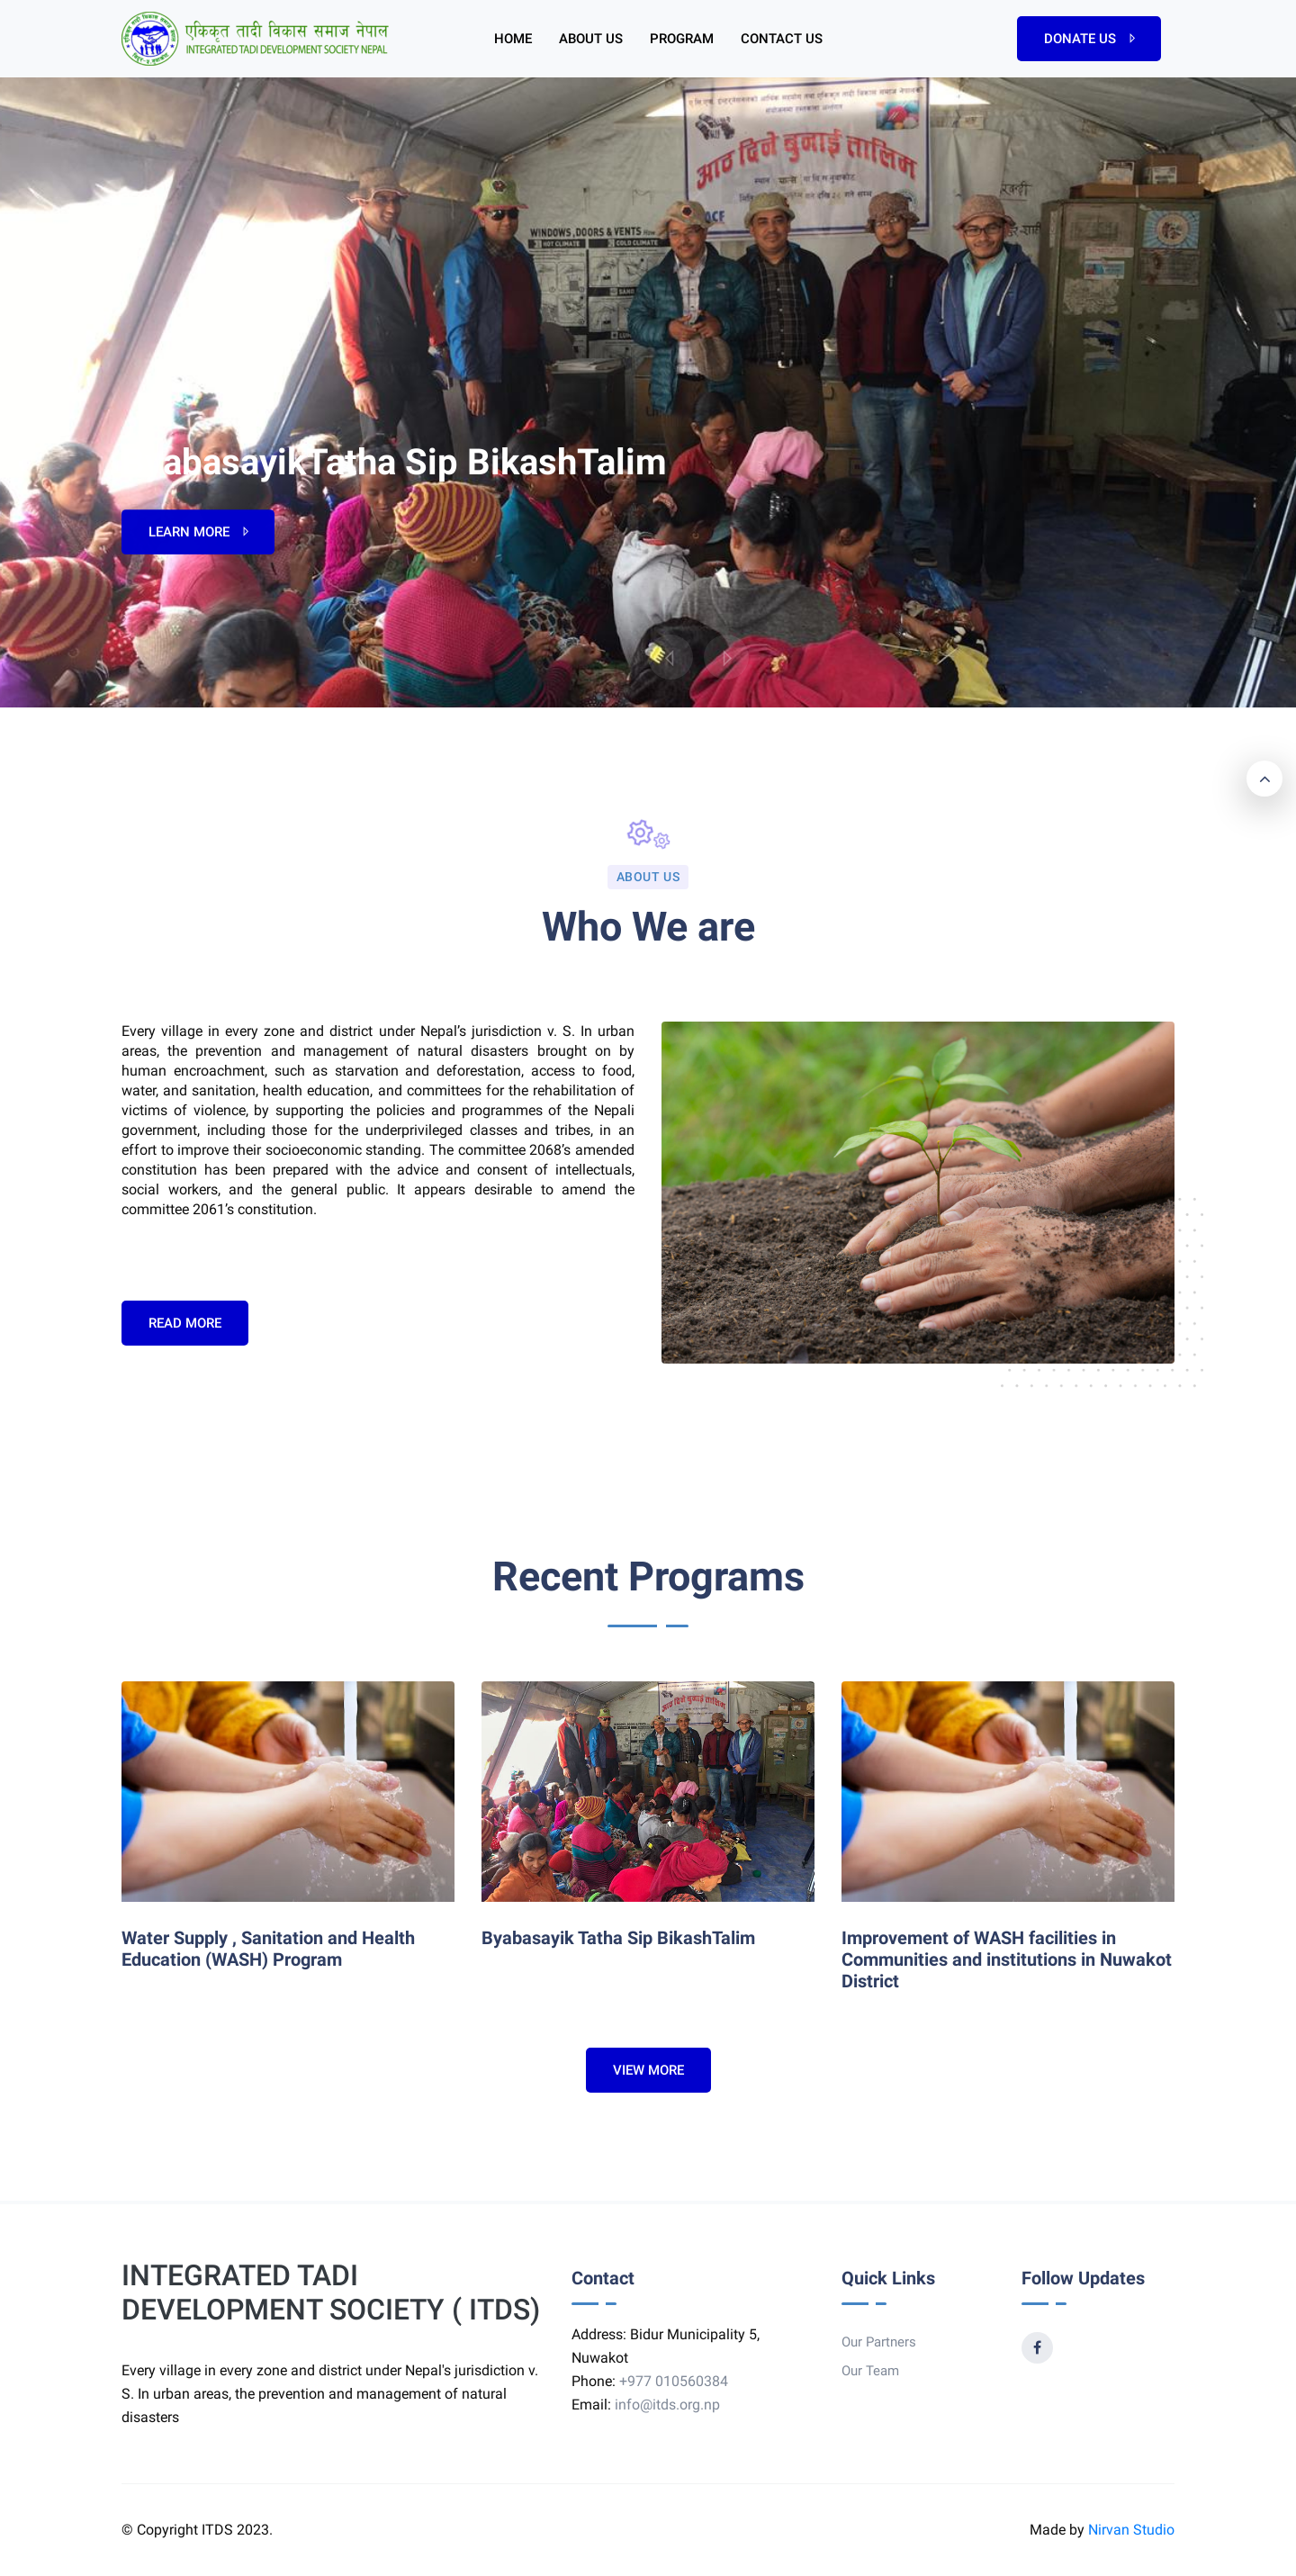 एकिकृत तादी विकास समाज नेपाल
INTEGRATED TADI DEVELOPMENT SOCIETY NEPAL
HOME ABOUT US PROGRAM CONTACT US
DONATE US
आठ दिने बुनाई तालिम
WINDOWS, DOORS & VENTS
HOT CLIMATE COLD CLIMATE
abasayikTatha Sip BikashTalim
LEARN MORE
ABOUT US
Who We are
Every village in every zone and district under Nepal’s jurisdiction v. S. In urban
areas, the prevention and management of natural disasters brought on by
human encroachment, such as starvation and deforestation, access to food,
water, and sanitation, health education, and committees for the rehabilitation of
victims of violence, by supporting the policies and programmes of the Nepali
government, including those for the underprivileged classes and tribes, in an
effort to improve their socioeconomic standing. The committee 2068’s amended
constitution has been prepared with the advice and consent of intellectuals,
social workers, and the general public. It appears desirable to amend the
committee 2061’s constitution.
READ MORE
Recent Programs
आठ दिने बुनाई तालिम
Water Supply , Sanitation and Health
Education (WASH) Program
Byabasayik Tatha Sip BikashTalim
Improvement of WASH facilities in
Communities and institutions in Nuwakot
District
VIEW MORE
INTEGRATED TADI
DEVELOPMENT SOCIETY ( ITDS)
Every village in every zone and district under Nepal's jurisdiction v.
S. In urban areas, the prevention and management of natural
disasters
Contact
Address: Bidur Municipality 5,
Nuwakot
Phone: +977 010560384
Email: info@itds.org.np
Quick Links
Our Partners
Our Team
Follow Updates
© Copyright ITDS 2023.
Made by Nirvan Studio